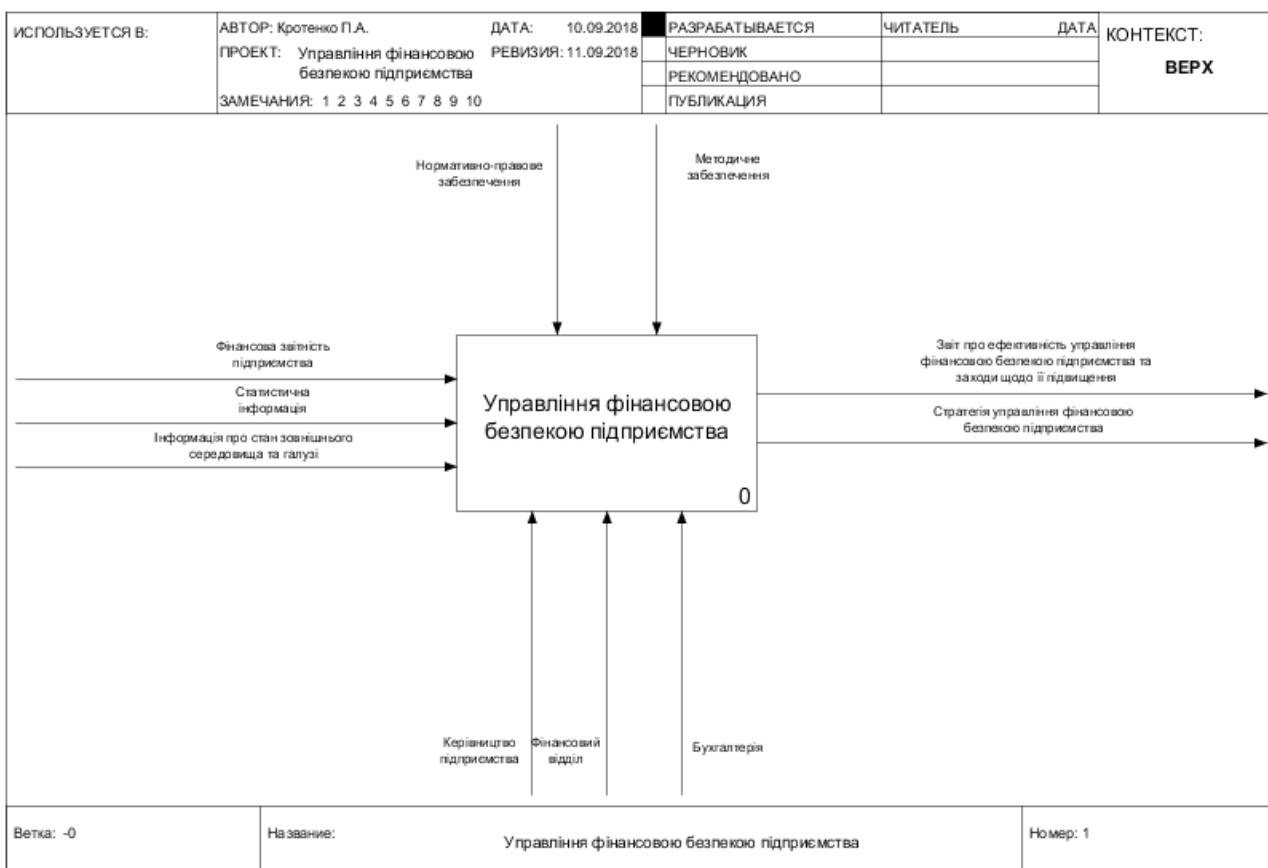 ИСПОЛЬЗУЕТСЯ В:
АВТОР: Кротенко П.А.
ДАТА: 10.09.2018
ПРОЕКТ: Управління фінансовою
безпекою підприємства
РЕВИЗИЯ: 11.09.2018
ЗАМЕЧАНИЯ: 1 2 3 4 5 6 7 8 9 10
РАЗРАБАТЫВАЕТСЯ
ЧЕРНОВИК
РЕКОМЕНДОВАНО
ПУБЛИКАЦИЯ
ЧИТАТЕЛЬ
ДАТА
КОНТЕКСТ:
ВЕРХ
Нормативно-правове
забезпечення
Методичне
забезпечення
Фінансова звітність
підприємства
Статистична
інформація
Інформація про стан зовнішнього
середовища та галузі
Управління фінансовою
безпекою підприємства
0
Звіт про ефективність управління
фінансовою безпекою підприємства та
заходи щодо її підвищення
Стратегія управління фінансовою
безпекою підприємства
Керівництво
підприємства
Фінансовий
відділ
Бухгалтерія
Ветка: -0
Название:
Управління фінансовою безпекою підприємства
Номер: 1